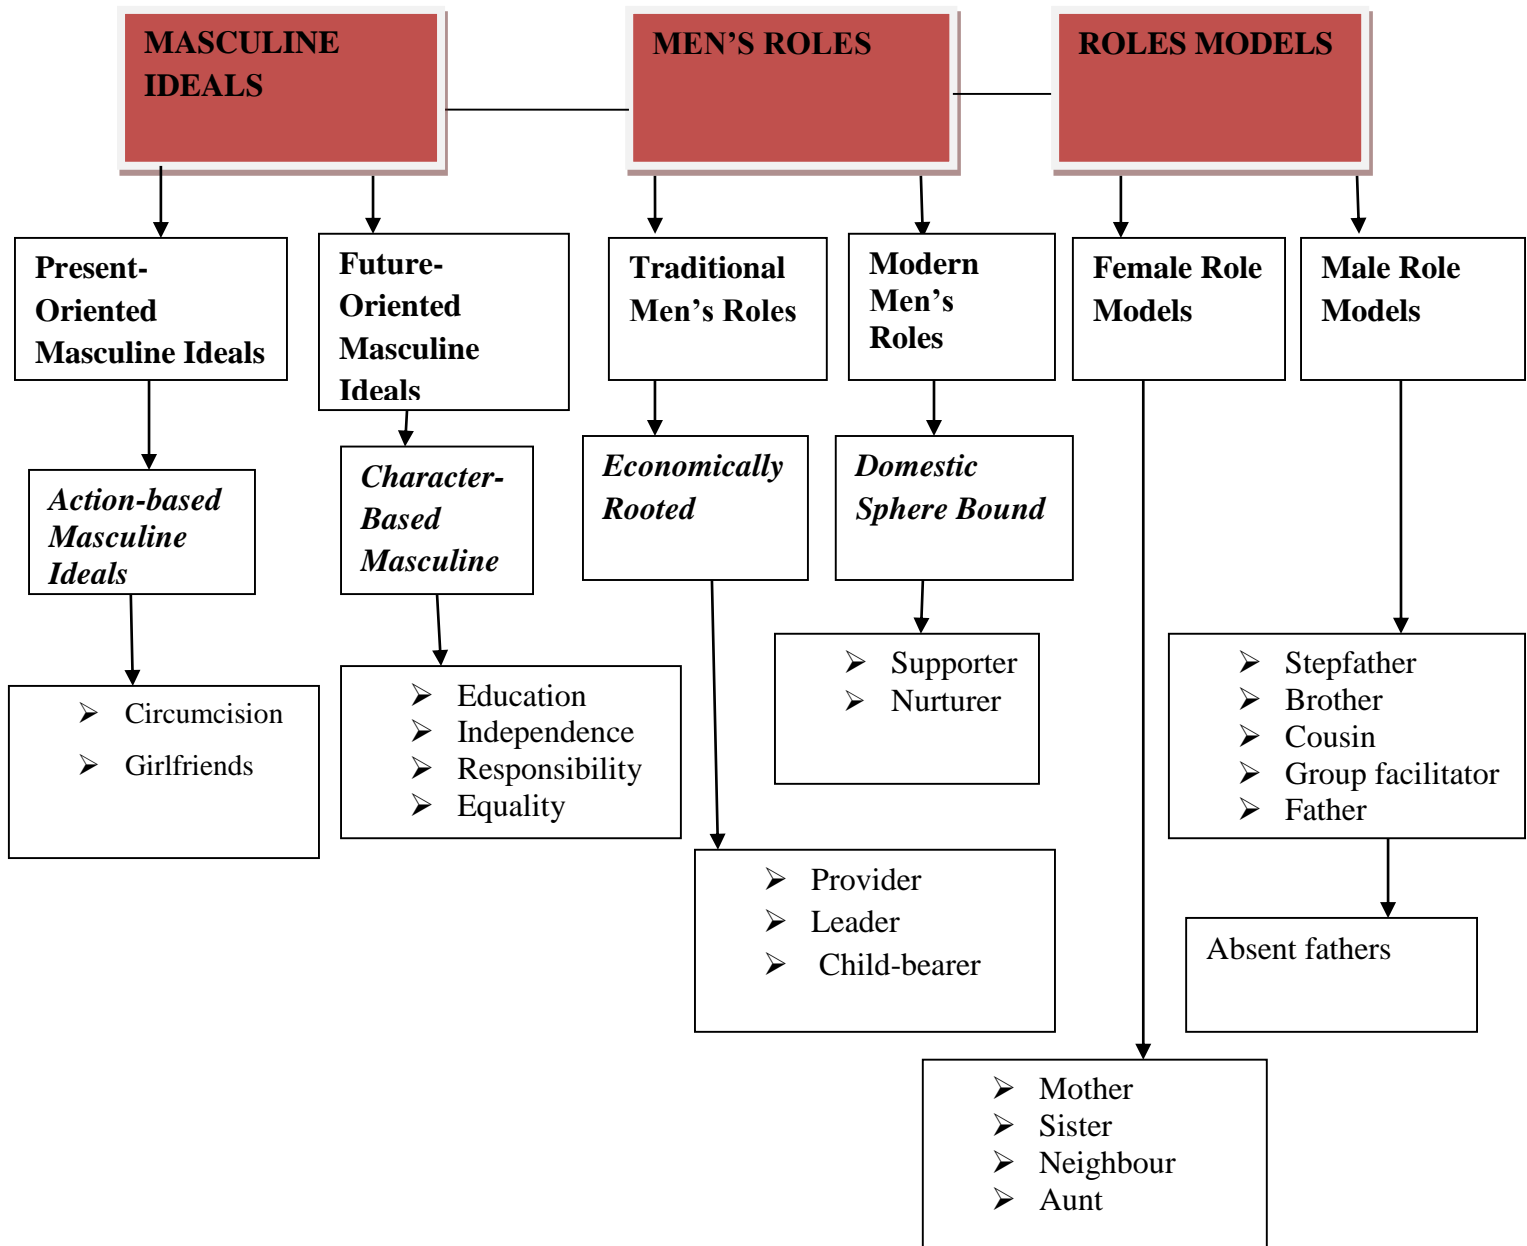 MASCULINE
IDEALS
MEN’S ROLES
ROLES MODELS
Present-
Oriented
Masculine Ideals
Future-
Oriented
Masculine
Ideals
Traditional
Men’s Roles
Modern
Men’s
Roles
Female Role
Models
Male Role
Models
Action-based
Masculine
Ideals
Character-
Based
Masculine
Economically
Rooted
Domestic
Sphere Bound
➢ Circumcision
➢ Girlfriends
➢ Education
➢ Independence
➢ Responsibility
➢ Equality
➢ Supporter
➢ Nurturer
➢ Stepfather
➢ Brother
➢ Cousin
➢ Group facilitator
➢ Father
➢ Provider
➢ Leader
➢ Child-bearer
Absent fathers
➢ Mother
➢ Sister
➢ Neighbour
➢ Aunt